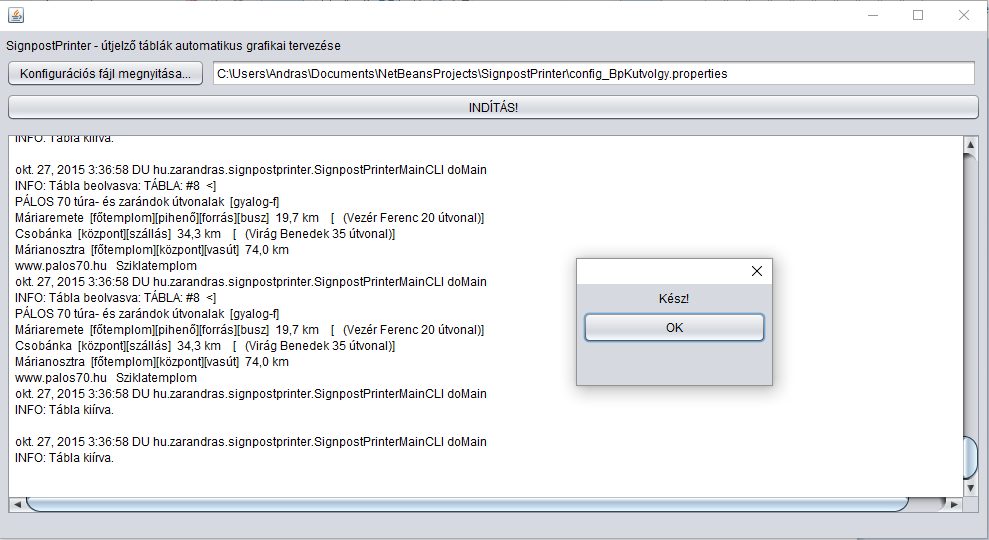 SignpostPrinter - útjelző táblák automatikus grafikai tervezése
Konfigurációs fájl megnyitása...
C:\Users\Andras\Documents\NetBeansProjects\SignpostPrinter\config_BpKutvolgy.properties
INDÍTÁS!
INFO: Tábla kiírva.
okt. 27, 2015 3:36:58 DU hu.zarandras.signpostprinter.SignpostPrinterMainCLI doMain
INFO: Tábla beolvasva: TÁBLA: #8 <]
PÁLOS 70 túra- és zarándok útvonalak [gyalog-f]
Máriaremete [főtemplom][pihenő][forrás][busz] 19,7 km [ (Vezér Ferenc 20 útvonal)]
Csobánka [központ][szállás] 34,3 km [ (Virág Benedek 35 útvonal)]
Márianosztra [főtemplom][központ][vasút] 74,0 km
www.palos70.hu Sziklatemplom
okt. 27, 2015 3:36:58 DU hu.zarandras.signpostprinter.SignpostPrinterMainCLI doMain
INFO: Tábla beolvasva: TÁBLA: #8 <]
PÁLOS 70 túra- és zarándok útvonalak [gyalog-f]
Máriaremete [főtemplom][pihenő][forrás][busz] 19,7 km [ (Vezér Ferenc 20 útvonal)]
Csobánka [központ][szállás] 34,3 km [ (Virág Benedek 35 útvonal)]
Márianosztra [főtemplom][központ][vasút] 74,0 km
www.palos70.hu Sziklatemplom
okt. 27, 2015 3:36:58 DU hu.zarandras.signpostprinter.SignpostPrinterMainCLI doMain
INFO: Tábla kiírva.
okt. 27, 2015 3:36:58 DU hu.zarandras.signpostprinter.SignpostPrinterMainCLI doMain
INFO: Tábla kiírva.
Kész!
OK